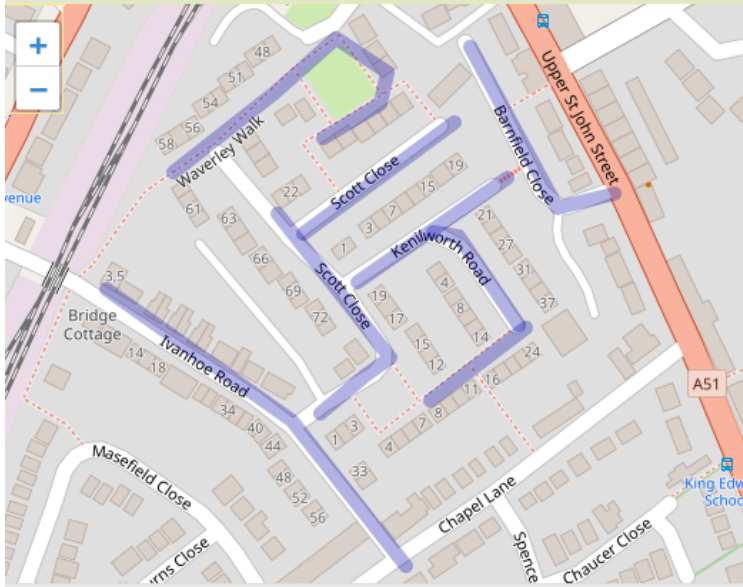 +
−
48
51
54
56
58
Waverley Walk
Upper St John Street
Barnfield Close
venue
61
63
22
Scott Close
19
15
7
3
1
66
69
72
Scott Close
Kenilworth Road
21
27
31
37
4
8
14
19
17
15
12
24
16
11
8
7
4
3,5
Bridge
Cottage
14
18
Ivanhoe Road
34
40
44
1
3
33
48
52
56
A51
Masefield Close
urns Close
Chapel Lane
Spence
Chaucer Close
King Edw
Schoo